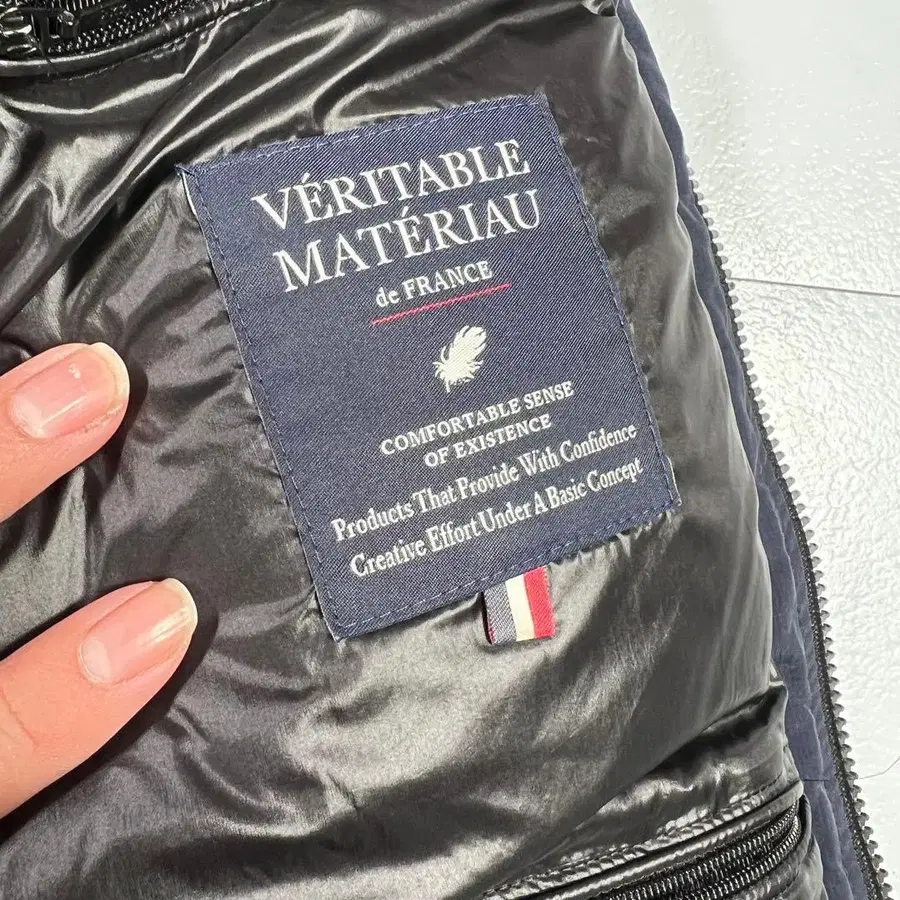 VÉRITABLE
MATÉRIAU
de FRANCE
COMFORTABLE SENSE
OF EXISTENCE
Products That Provide With Confidence
Creative Effort Under A Basic Concept